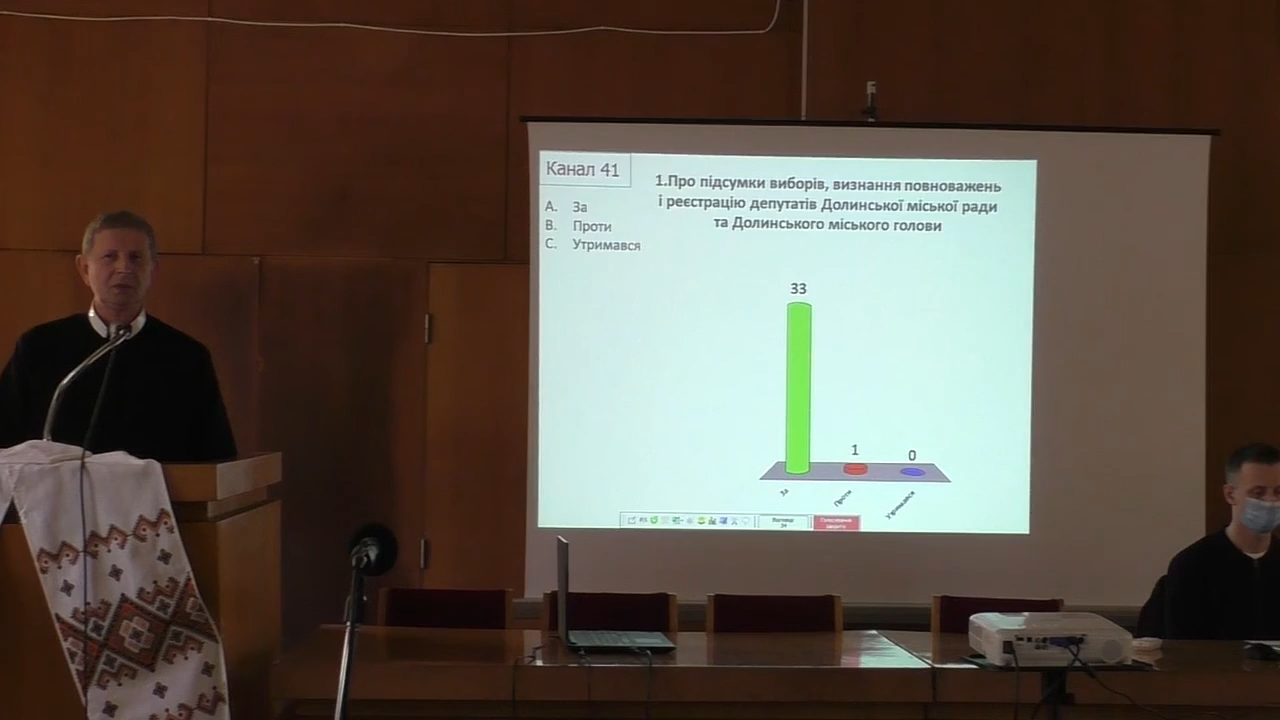 Канал 41
1.Про підсумки виборів, визнання повноважень
і реєстрацію депутатів Долинської міської ради
та Долинського міського голови
A. За
B. Проти
C. Утримався
33
1
0
За
Проти
Утримався
34